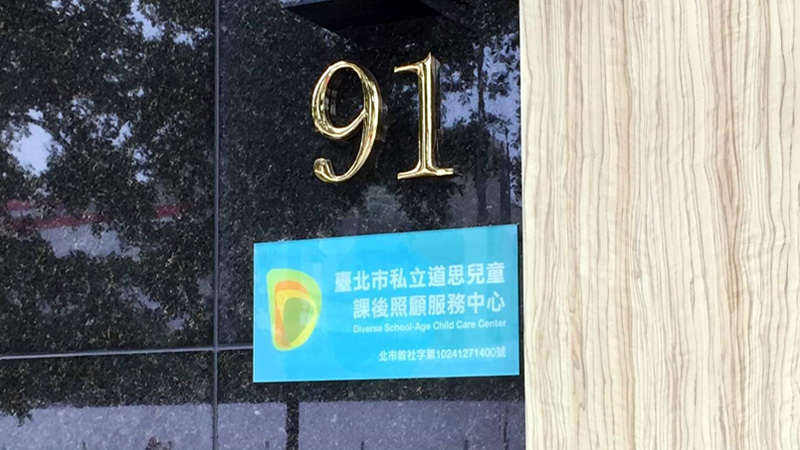 91
臺北市私立道思兒童
課後照顧服務中心
Diverse School-Age Child Care Center
北市教社字第10241271400號